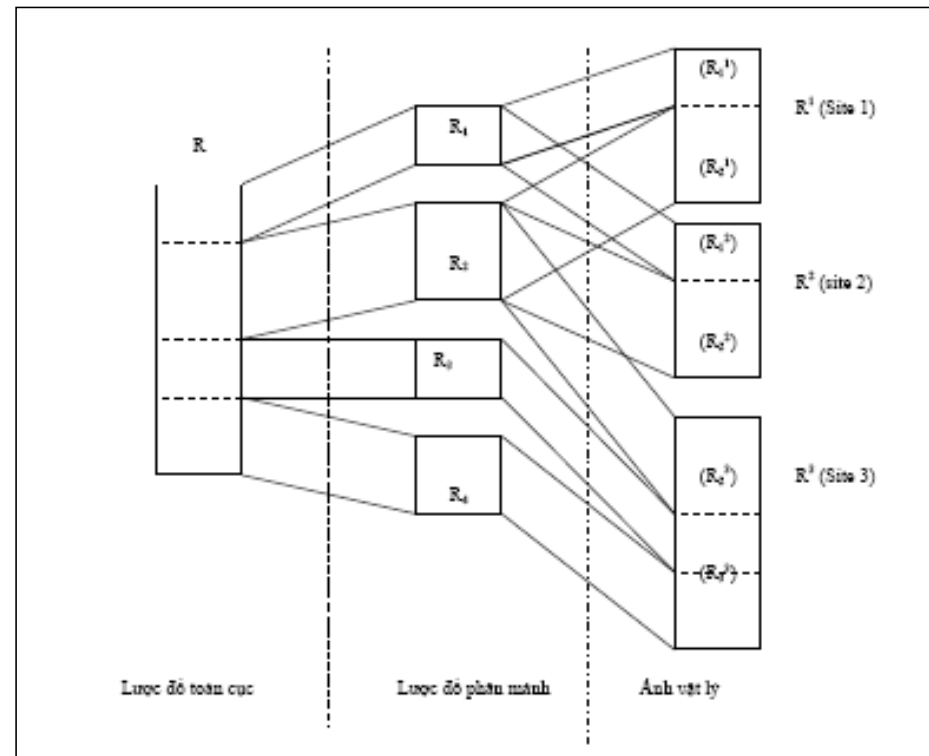 R
R₁
R₂
R₃
R₄
(R₁¹)
R¹ (Site 1)
(R₂¹)
(R₁²)
R² (site 2)
(R₂²)
(R₂³)
R³ (Site 3)
Lược đồ toàn cục
Lược đồ phân mảnh
Ảnh vật lý